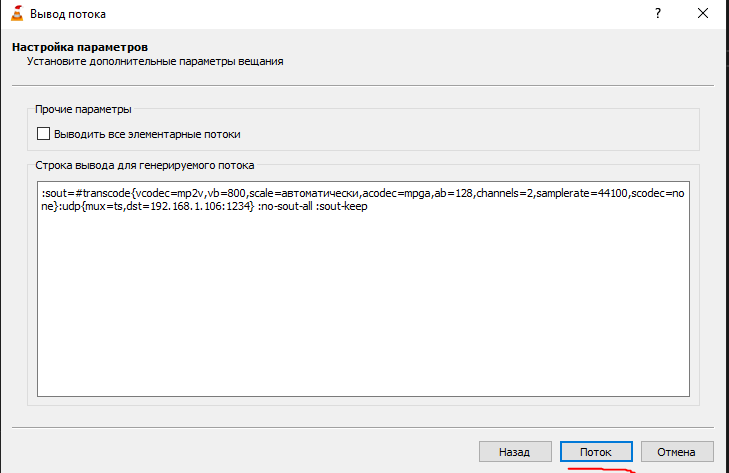 Вывод потока
?
Настройка параметров
Установите дополнительные параметры вещания
Прочие параметры
Выводить все элементарные потоки
Строка вывода для генерируемого потока
:sout=#transcode{vcodec=mp2v,vb=800,scale=автоматически,acodec=mpga,ab=128,channels=2,samplerate=44100,scodec=no
ne}:udp{mux=ts,dst=192.168.1.106:1234} :no-sout-all :sout-keep
Назад Поток Отмена